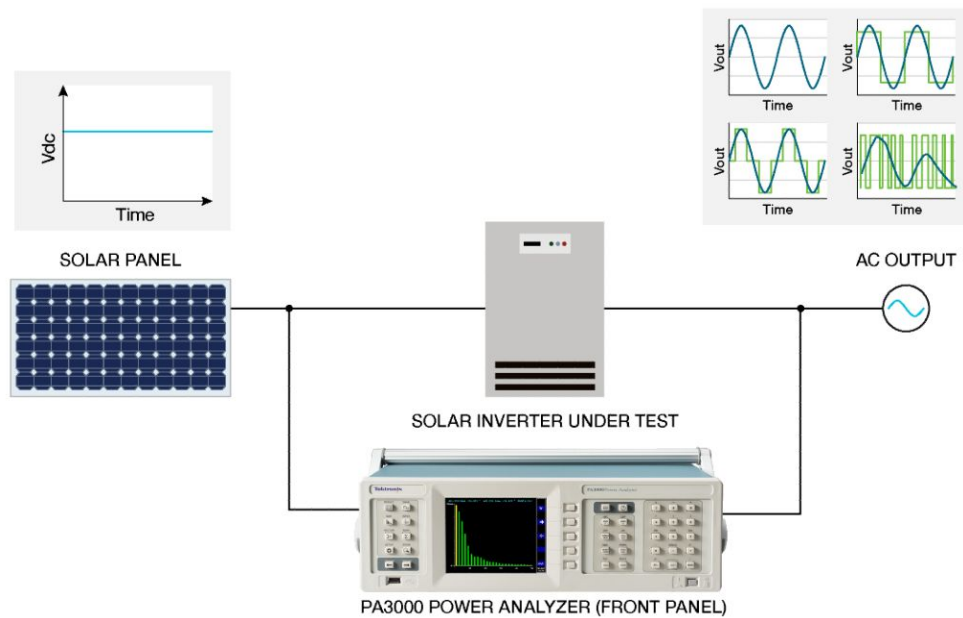 Vout
Time
Vout
Time
Vout
Time
Vout
Time
Vdc
Time
SOLAR PANEL
AC OUTPUT
SOLAR INVERTER UNDER TEST
Tektronix
PA3000 POWER ANALYZER (FRONT PANEL)